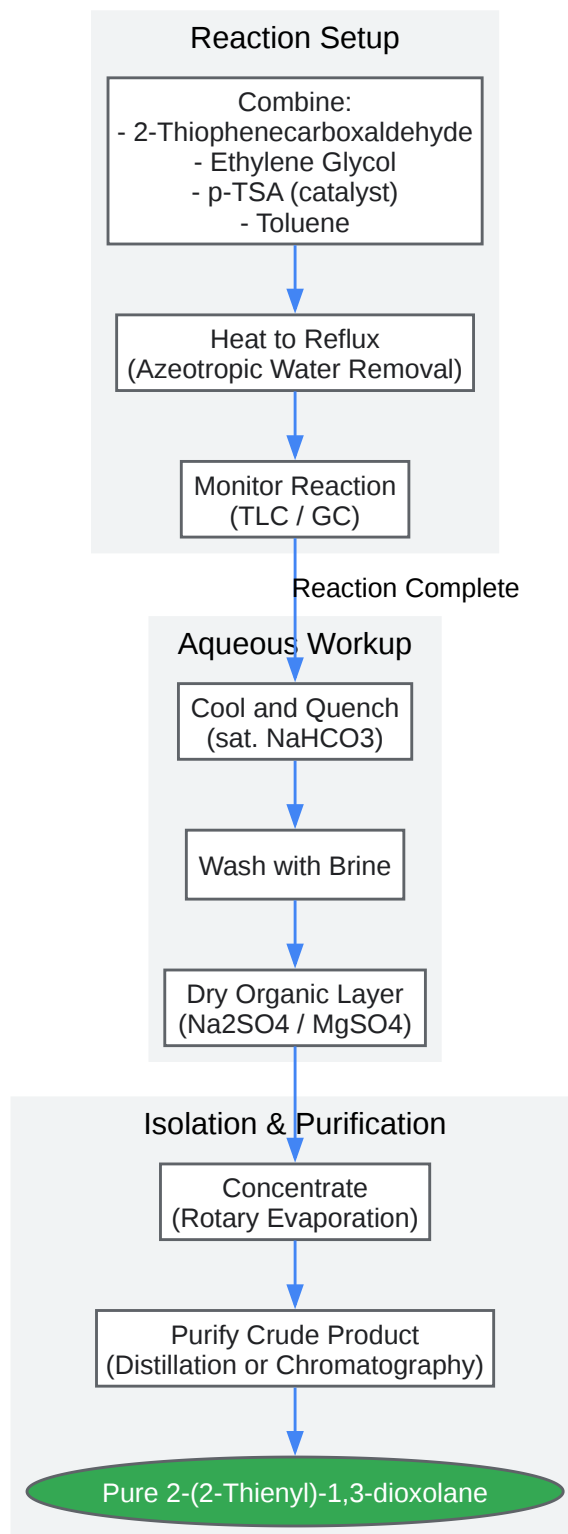 Reaction Setup
Combine:
- 2-Thiophenecarboxaldehyde
- Ethylene Glycol
- p-TSA (catalyst)
- Toluene
Heat to Reflux
(Azeotropic Water Removal)
Monitor Reaction
(TLC / GC)
Reaction Complete
Aqueous Workup
Cool and Quench
(sat. NaHCO3)
Wash with Brine
Dry Organic Layer
(Na2SO4 / MgSO4)
Isolation & Purification
Concentrate
(Rotary Evaporation)
Purify Crude Product
(Distillation or Chromatography)
Pure 2-(2-Thienyl)-1,3-dioxolane